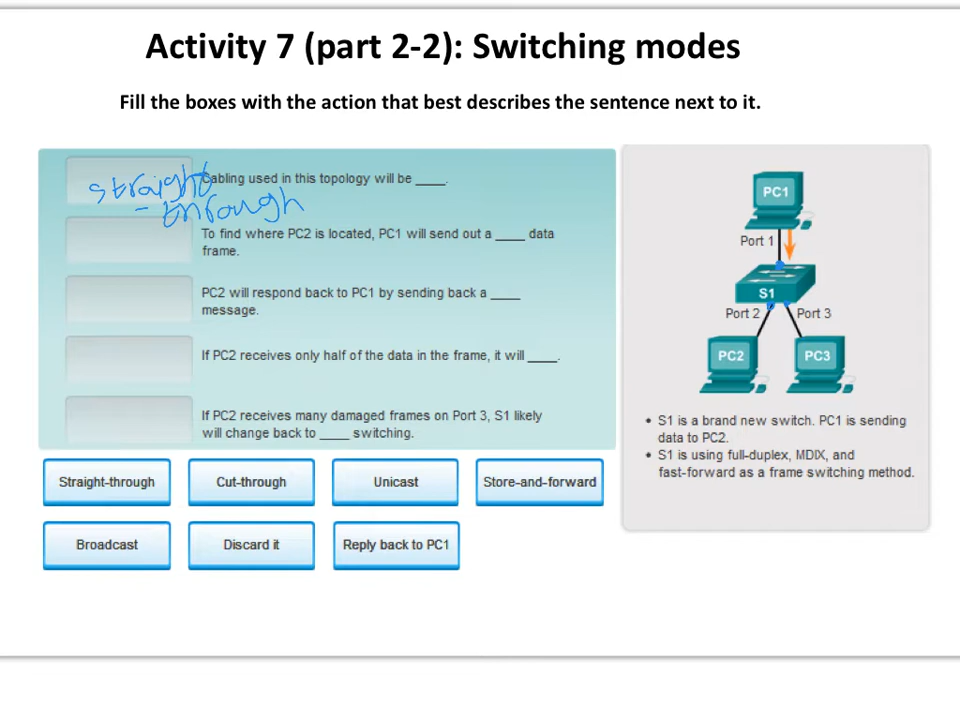 Activity 7 (part 2-2): Switching modes
Fill the boxes with the action that best describes the sentence next to it.
straight
-through
Cabling used in this topology will be ____.
To find where PC2 is located, PC1 will send out a ____ data
frame.
PC2 will respond back to PC1 by sending back a ____
message.
If PC2 receives only half of the data in the frame, it will ____.
If PC2 receives many damaged frames on Port 3, S1 likely
will change back to ____ switching.
Straight-through
Cut-through
Unicast
Store-and-forward
Broadcast
Discard it
Reply back to PC1
PC1
Port 1
S1
Port 2
Port 3
PC2
PC3
• S1 is a brand new switch. PC1 is sending
data to PC2.
• S1 is using full-duplex, MDIX, and
fast-forward as a frame switching method.